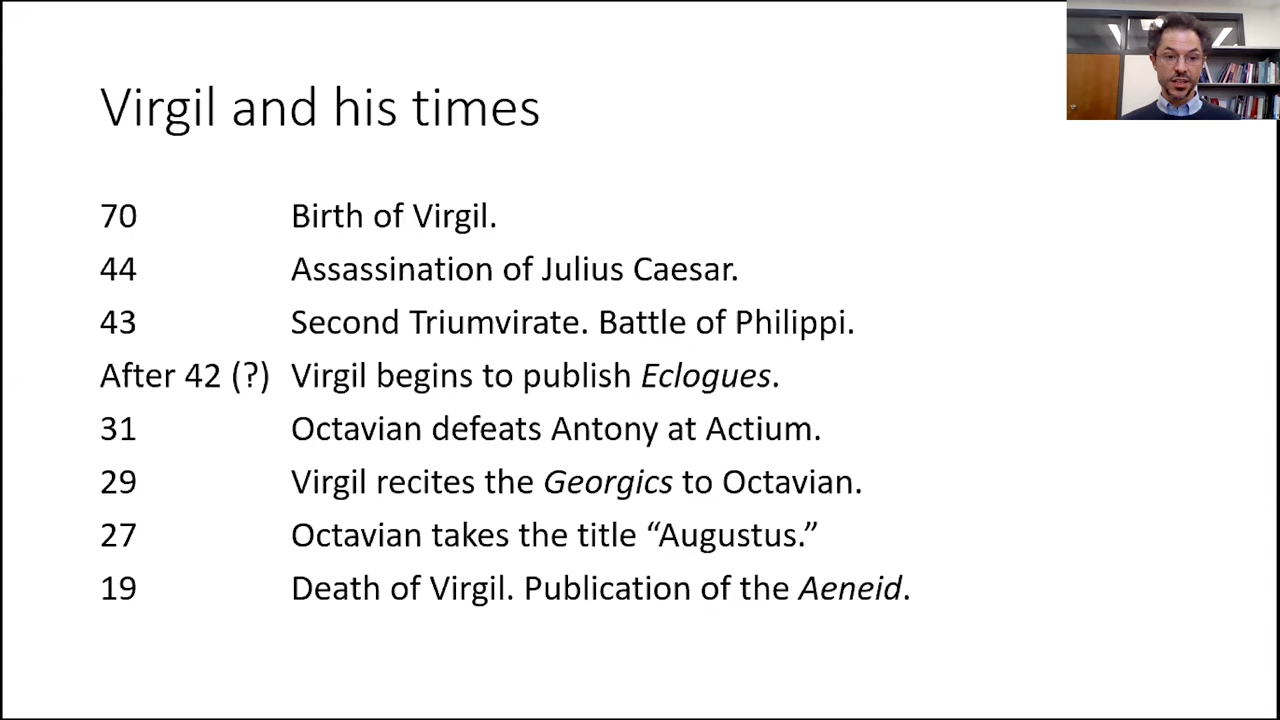 Virgil and his times
70 Birth of Virgil.
44 Assassination of Julius Caesar.
43 Second Triumvirate. Battle of Philippi.
After 42 (?) Virgil begins to publish Eclogues.
31 Octavian defeats Antony at Actium.
29 Virgil recites the Georgics to Octavian.
27 Octavian takes the title “Augustus.”
19 Death of Virgil. Publication of the Aeneid.